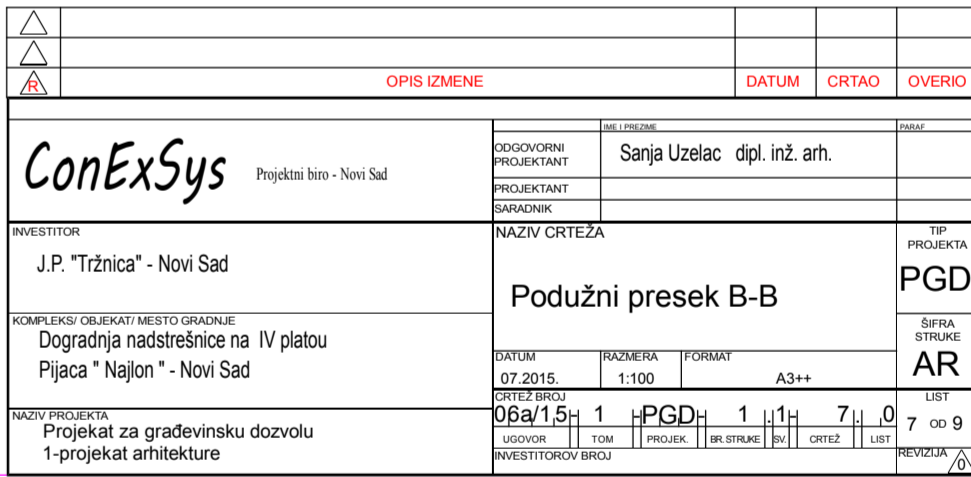 R OPIS IZMENE DATUM CRTAO OVERIO
IME I PREZIME PARAF
ConExSys Projektni biro - Novi Sad
ODGOVORNI
PROJEKTANT
Sanja Uzelac dipl. inž. arh.
PROJEKTANT
SARADNIK
INVESTITOR
J.P. "Tržnica" - Novi Sad
KOMPLEKS/ OBJEKAT/ MESTO GRADNJE
Dogradnja nadstrešnice na IV platou
Pijaca " Najlon " - Novi Sad
NAZIV PROJEKTA
Projekat za građevinsku dozvolu
1-projekat arhitekture
NAZIV CRTEŽA
Podužni presek B-B
DATUM RAZMERA FORMAT
07.2015. 1:100 A3++
CRTEŽ BROJ
06a/15 - 1 - PGD - 1 . 1 - 7 . 0
UGOVOR TOM PROJEK. BR.STRUKE SV. CRTEŽ LIST
INVESTITOROV BROJ
TIP
PROJEKTA
PGD
ŠIFRA
STRUKE
AR
LIST
7 OD 9
REVIZIJA 0